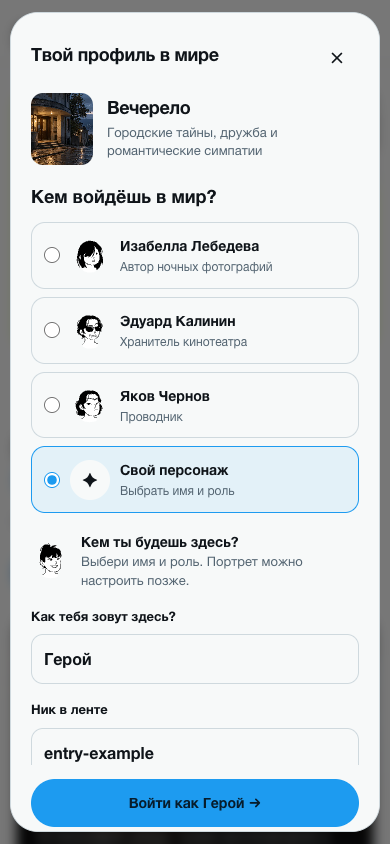 Твой профиль в мире
Вечерело
Городские тайны, дружба и
романтические симпатии
Кем войдёшь в мир?
Изабелла Лебедева
Автор ночных фотографий
Эдуард Калинин
Хранитель кинотеатра
Яков Чернов
Проводник
Свой персонаж
Выбрать имя и роль
Кем ты будешь здесь?
Выбери имя и роль. Портрет можно
настроить позже.
Как тебя зовут здесь?
Герой
Ник в ленте
entry-example
Войти как Герой →